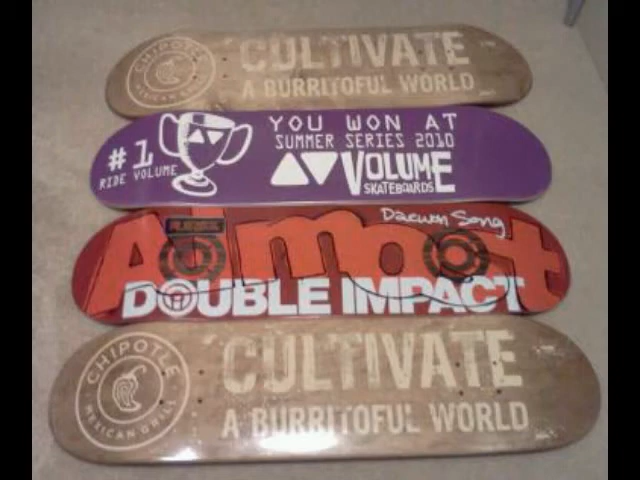 CHIPOTLE
MEXICAN GRILL
CULTIVATE
A BURRITOFUL WORLD
#1
RIDE VOLUME
YOU WON AT
SUMMER SERIES 2010
VOLUME
SKATEBOARDS
Almost
Daewon Song
DOUBLE IMPACT
CHIPOTLE
MEXICAN GRILL
CULTIVATE
A BURRITOFUL WORLD